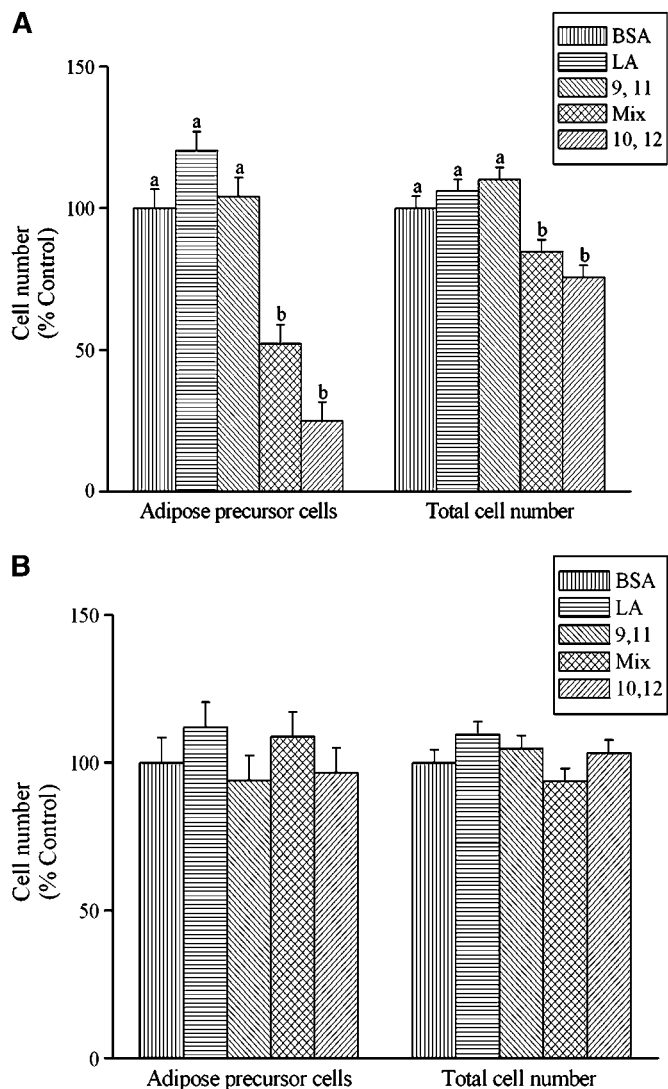 A
BSA
LA
9, 11
Mix
10, 12
150
100
50
0
Cell number
(% Control)
a
a
a
b
b
a
a
a
b
b
Adipose precursor cells
Total cell number
B
BSA
LA
9,11
Mix
10,12
150
100
50
0
Cell number
(% Control)
Adipose precursor cells
Total cell number